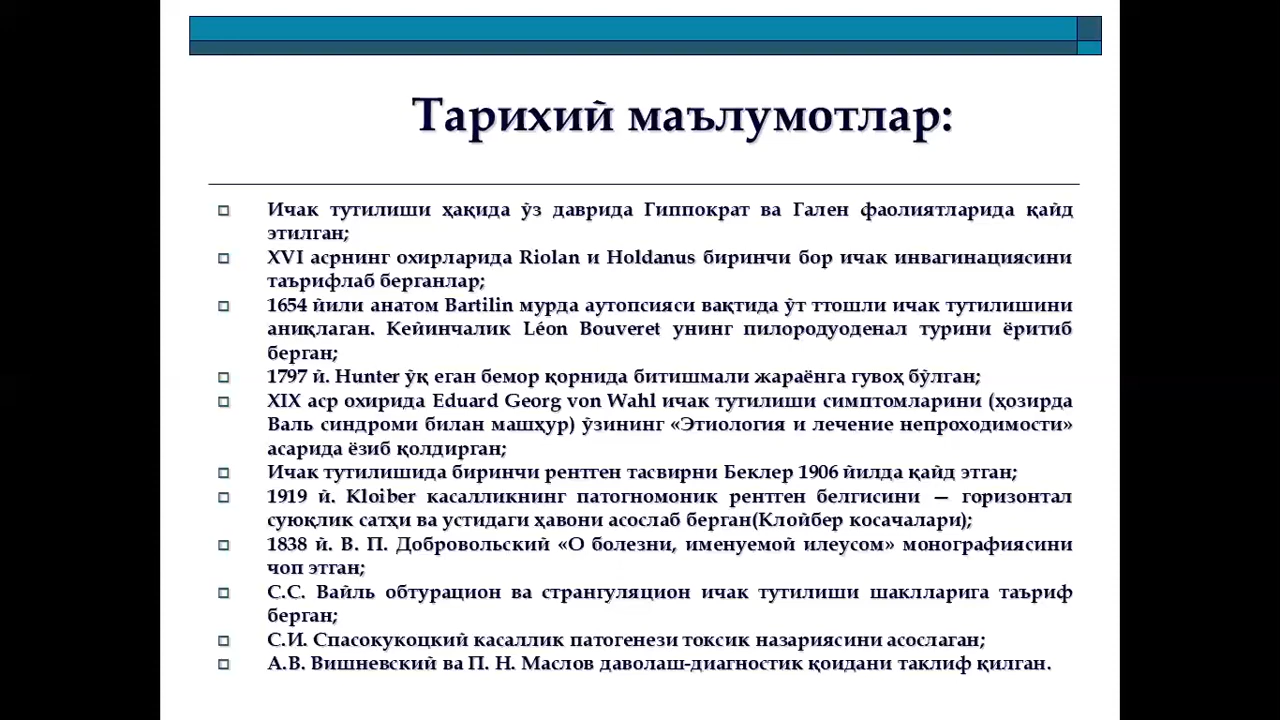 Тарихий маълумотлар:
Ичак тутилиши ҳақида ўз даврида Гиппократ ва Гален фаолиятларида қайд
этилган;
XVI асрнинг охирларида Riolan и Holdanus биринчи бор ичак инвагинациясини
таърифлаб берганлар;
1654 йили анатом Bartilin мурда аутопсияси вақтида ўт ттошли ичак тутилишини
аниқлаган. Кейинчалик Léon Bouveret унинг пилородуоденал турини ёритиб
берган;
1797 й. Hunter ўқ еган бемор қорнида битишмали жараёнга гувоҳ бўлган;
XIX аср охирида Eduard Georg von Wahl ичак тутилиши симптомларини (ҳозирда
Валь синдроми билан машҳур) ўзининг «Этиология и лечение непроходимости»
асарида ёзиб қолдирган;
Ичак тутилишида биринчи рентген тасвирни Беклер 1906 йилда қайд этган;
1919 й. Kloiber касалликнинг патогномоник рентген белгисини — горизонтал
суюқлик сатҳи ва устидаги ҳавони асослаб берган(Клойбер косачалари);
1838 й. В. П. Добровольский «О болезни, именуемой илеусом» монографиясини
чоп этган;
С.С. Вайль обтурацион ва странгуляцион ичак тутилиши шаклларига таъриф
берган;
С.И. Спасокукоцкий касаллик патогенези токсик назариясини асослаган;
А.В. Вишневский ва П. Н. Маслов даволаш-диагностик қоидани таклиф қилган.